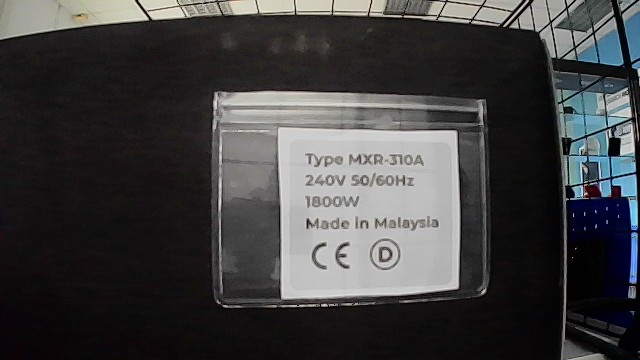 Type MXR-310A
240V 50/60Hz
1800W
Made in Malaysia
CE D